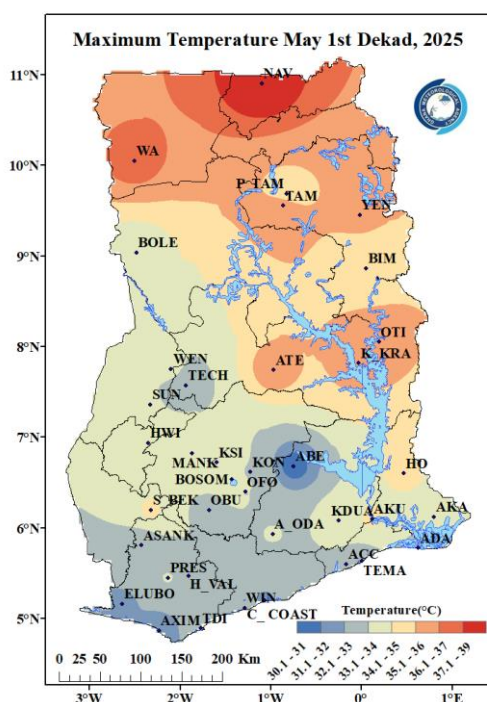 Maximum Temperature May 1st Dekad, 2025
11°N
NAV
10°N
WA
P_TAM
TAM
YEN
9°N
BOLE
BIM
OTI
8°N
K_KRA
ATE
WEN
TECH
SUN
7°N
HWI
KSI
MANK
KON
ABE
BOSOM
OFO
HO
S_BEK
OBU
KDUA
AKU
AKA
6°N
A_ODA
ASANK
ADA
ACC
PRES
TEMA
H_VAL
ELUBO
WIN
5°N
AXIM
TDI
C_COAST
Temperature(°C)
0 25 50 100 150 200 Km
30.1 - 31
31.1 - 32
32.1 - 33
33.1 - 34
34.1 - 35
35.1 - 36
36.1 - 37
37.1 - 39
3°W
2°W
1°W
0°
1°E